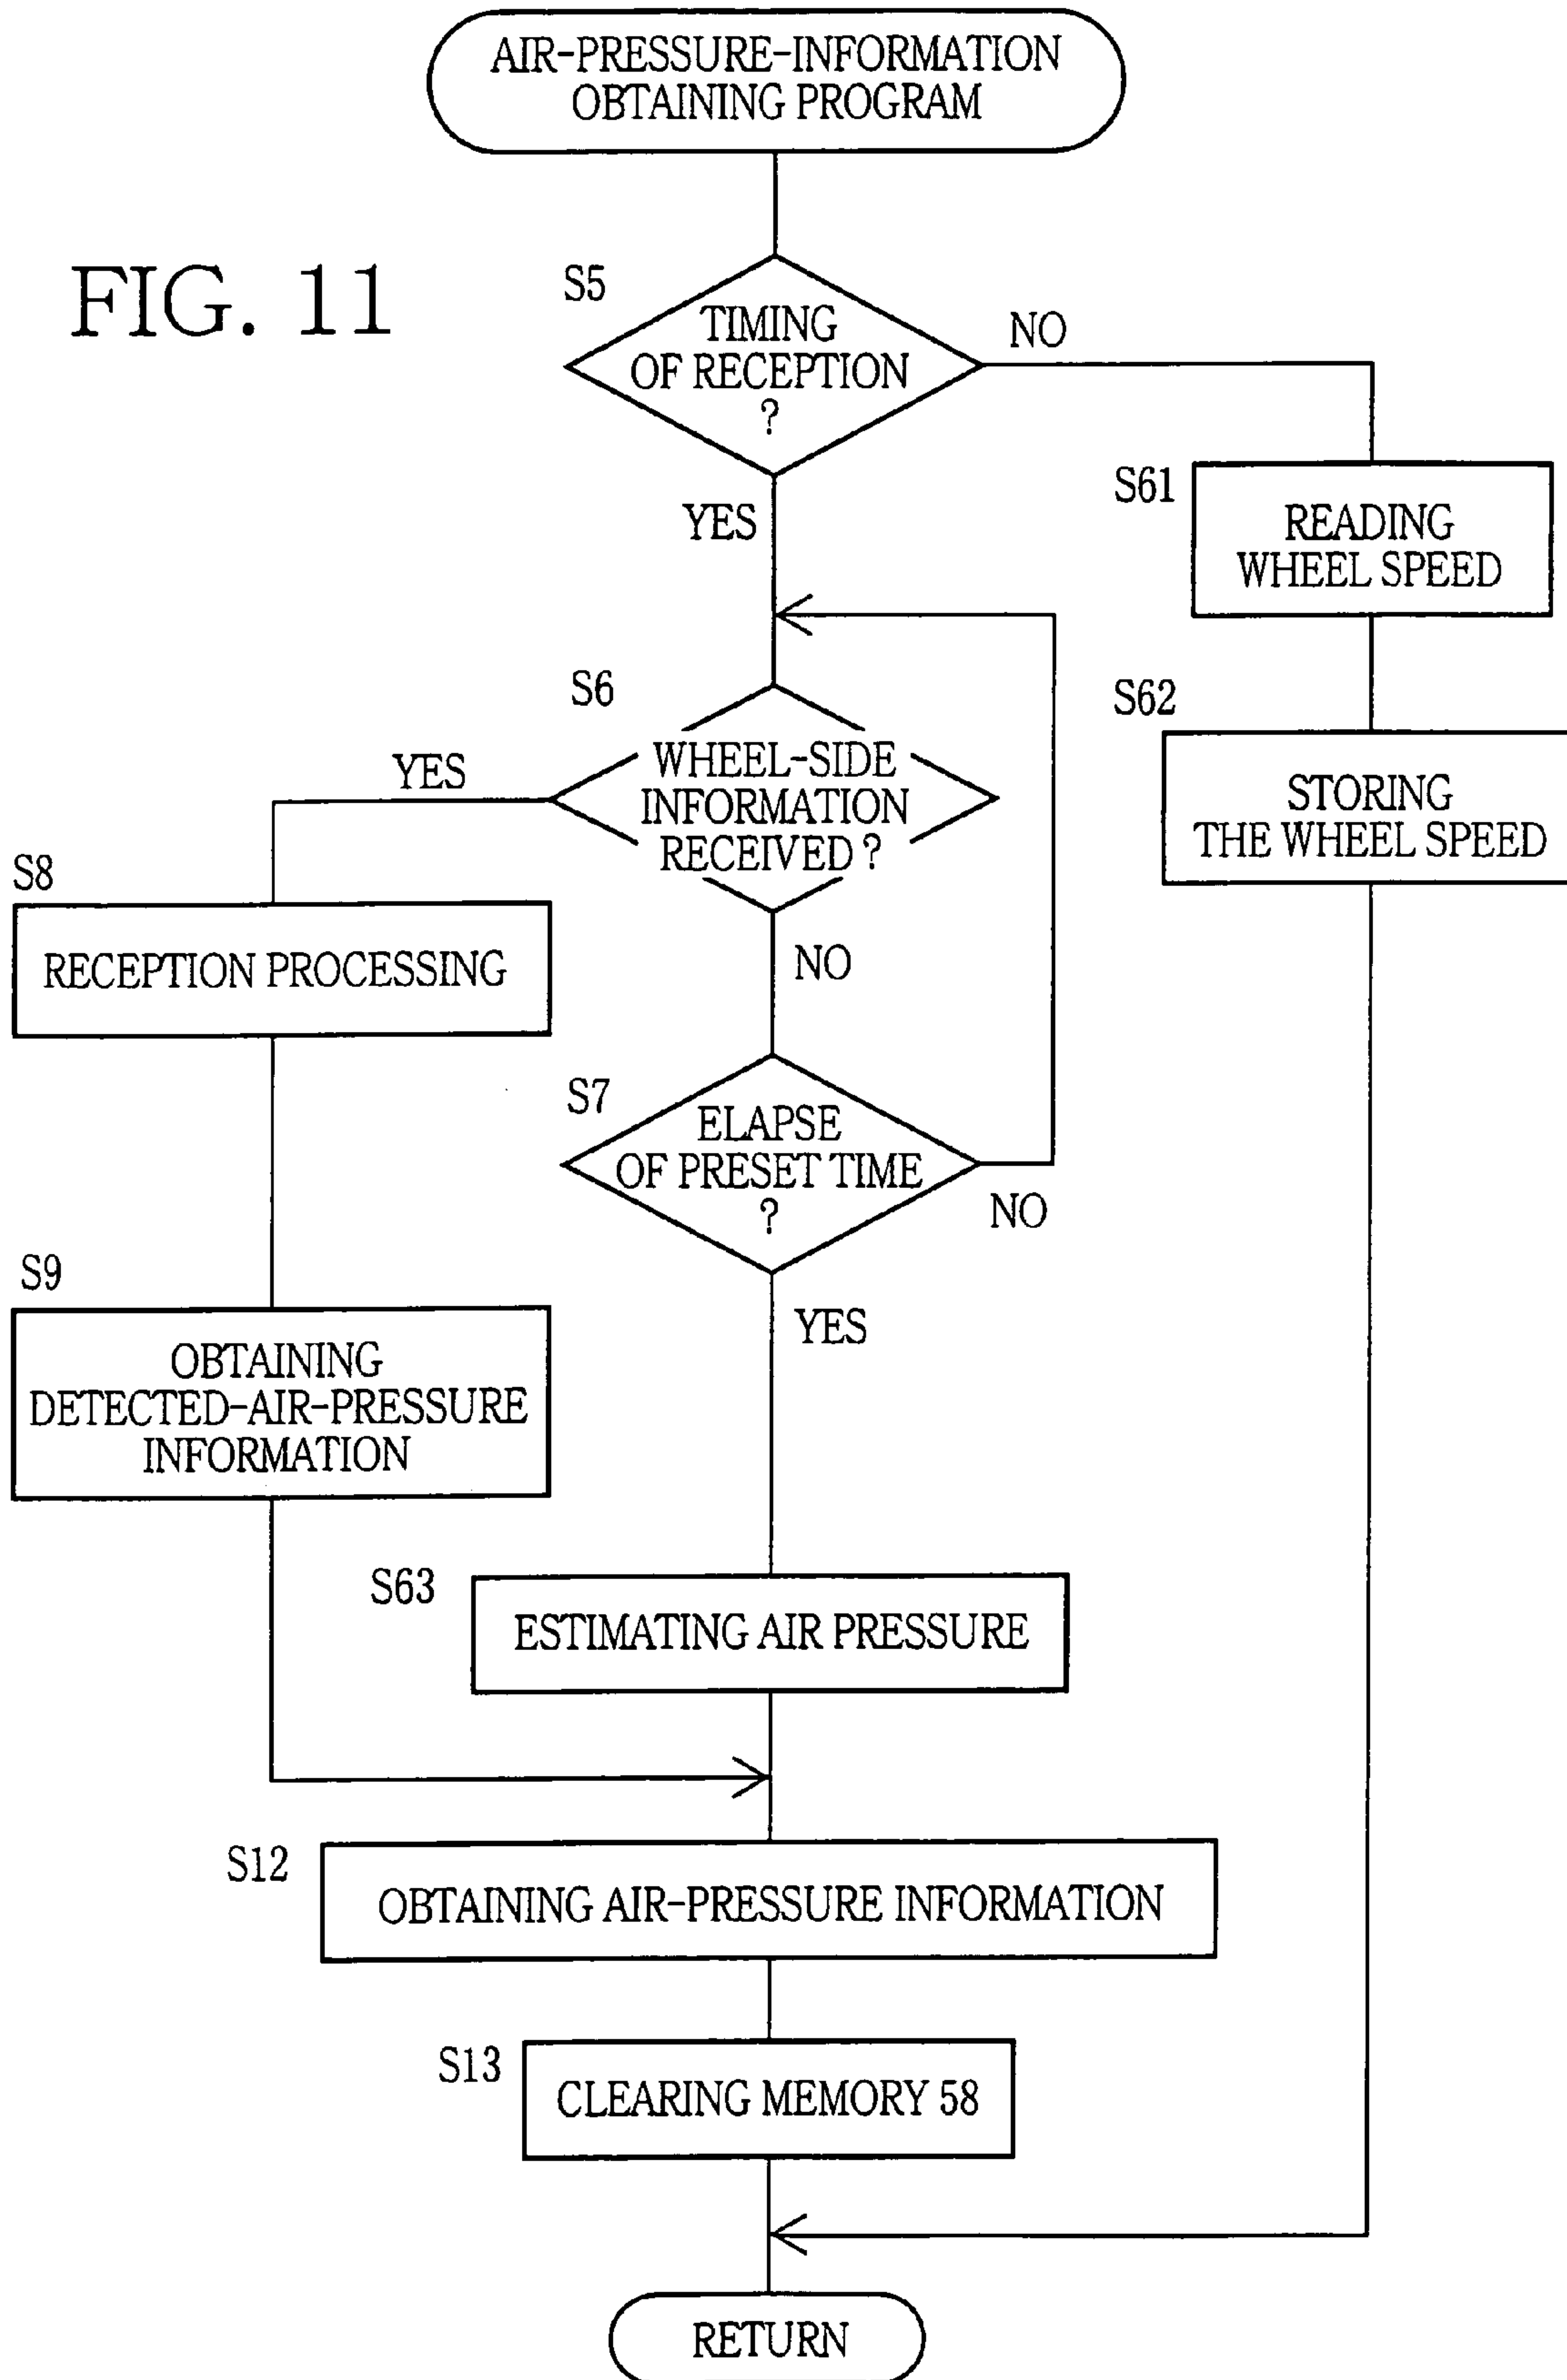 AIR-PRESSURE-INFORMATION
OBTAINING PROGRAM
FIG. 11
S5
TIMING
OF RECEPTION
?
NO
YES
S61
READING
WHEEL SPEED
S62
STORING
THE WHEEL SPEED
S6
WHEEL-SIDE
INFORMATION
RECEIVED ?
YES
NO
S8
RECEPTION PROCESSING
S7
ELAPSE
OF PRESET TIME
?
NO
YES
S9
OBTAINING
DETECTED-AIR-PRESSURE
INFORMATION
S63
ESTIMATING AIR PRESSURE
S12
OBTAINING AIR-PRESSURE INFORMATION
S13
CLEARING MEMORY 58
RETURN